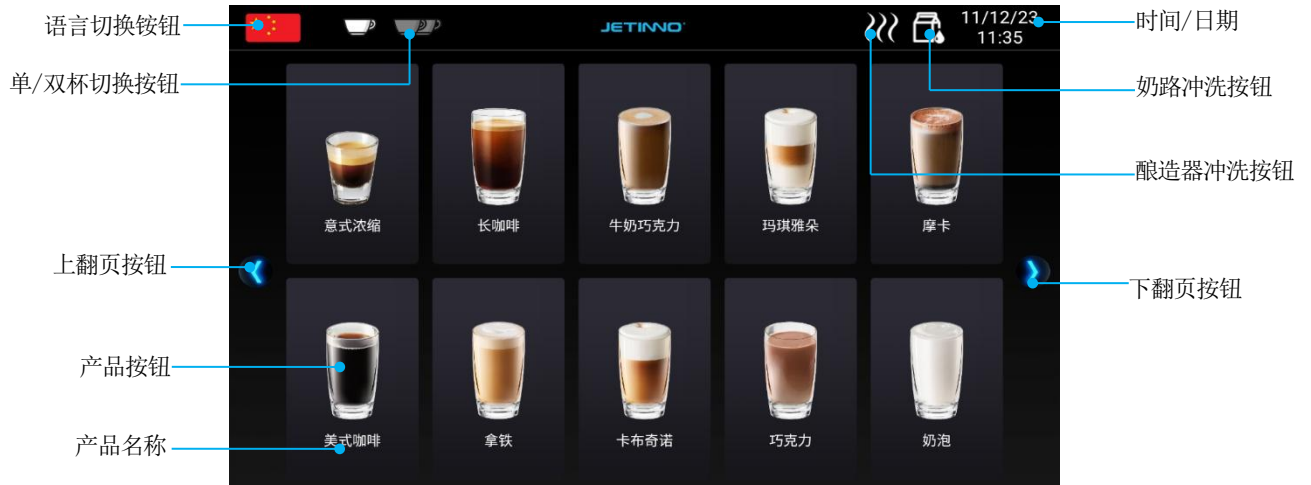 语言切换铵钮
JETINNO
11/12/23
11:35
时间/日期
单/双杯切换按钮
奶路冲洗按钮
酿造器冲洗按钮
意式浓缩
长咖啡
牛奶巧克力
玛琪雅朵
摩卡
上翻页按钮
下翻页按钮
产品按钮
美式咖啡
拿铁
卡布奇诺
巧克力
奶泡
产品名称